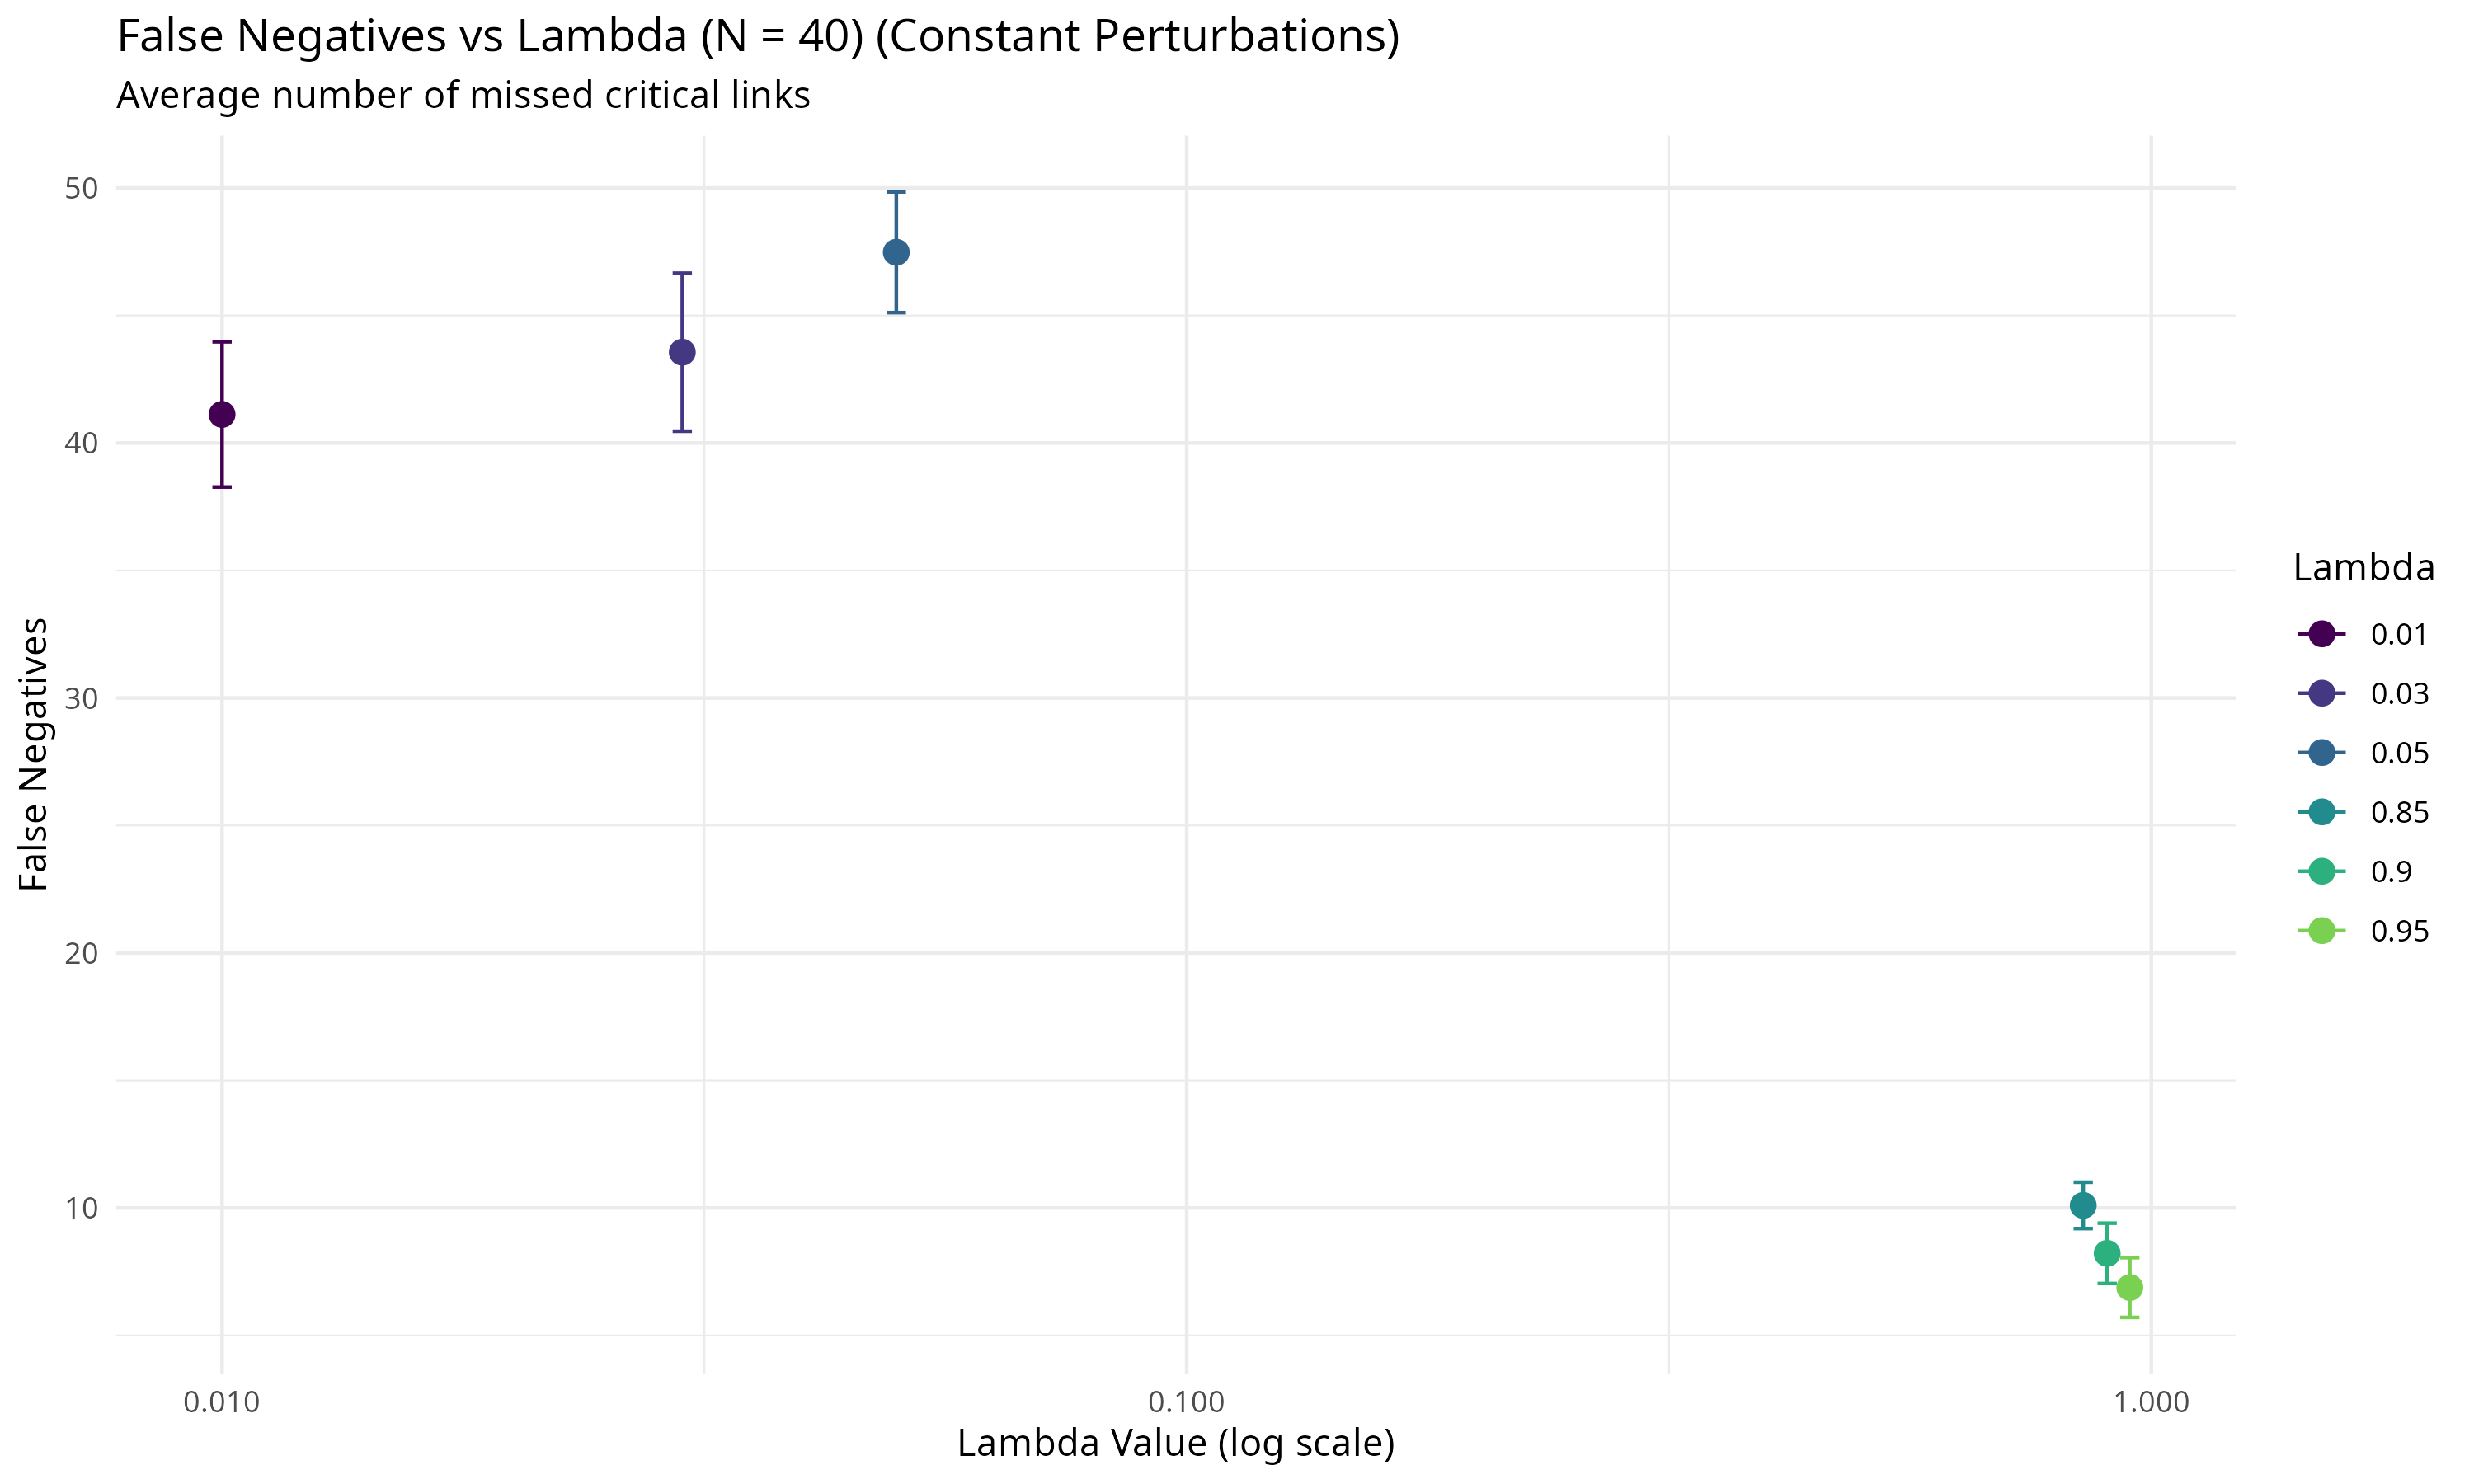 False Negatives vs Lambda (N = 40) (Constant Perturbations)
Average number of missed critical links
False Negatives
50
40
30
20
10
0.010
0.100
1.000
Lambda Value (log scale)
Lambda
0.01
0.03
0.05
0.85
0.9
0.95